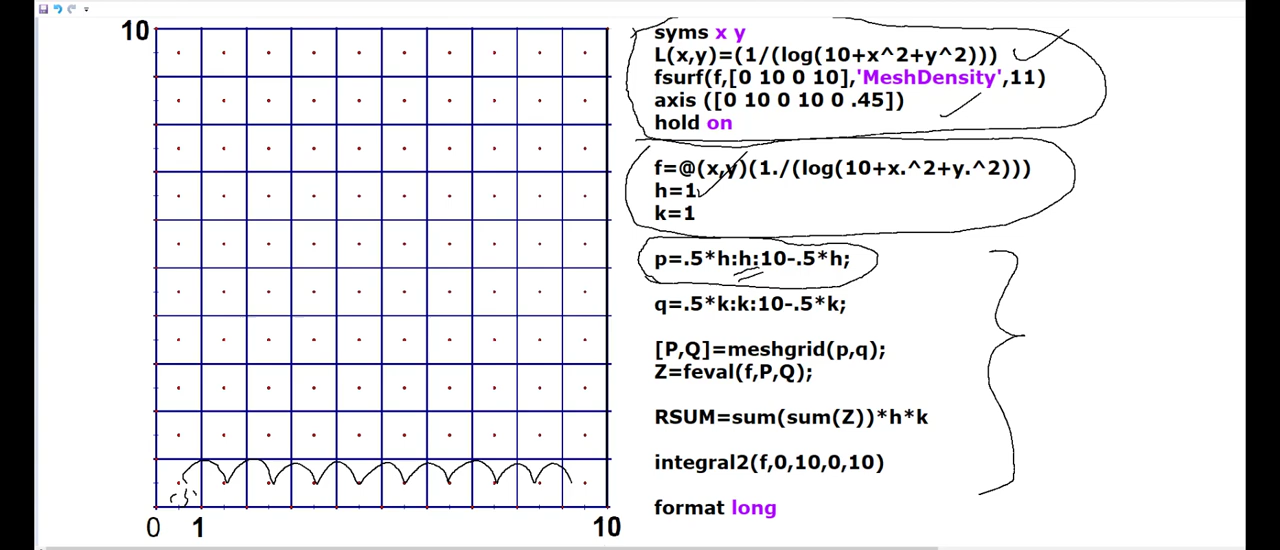 10
0
1
10
syms x y
L(x,y)=(1/(log(10+x^2+y^2)))
fsurf(f,[0 10 0 10],'MeshDensity',11)
axis ([0 10 0 10 0 .45])
hold on
f=@(x,y)(1./(log(10+x.^2+y.^2)))
h=1
k=1
p=.5*h:h:10-.5*h;
q=.5*k:k:10-.5*k;
[P,Q]=meshgrid(p,q);
Z=feval(f,P,Q);
RSUM=sum(sum(Z))*h*k
integral2(f,0,10,0,10)
format long